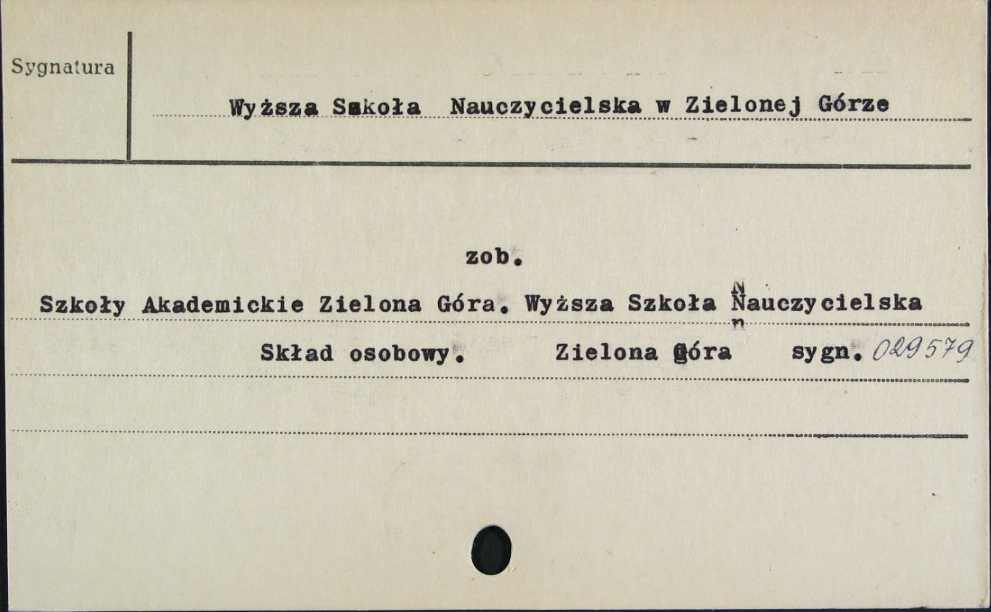 Sygnatura
Wyższa Szkoła Nauczycielska w Zielonej Górze
zob.
Szkoły Akademickie Zielona Góra. Wyższa Szkoła Nauczycielska
Skład osobowy. Zielona Góra sygn. 029579